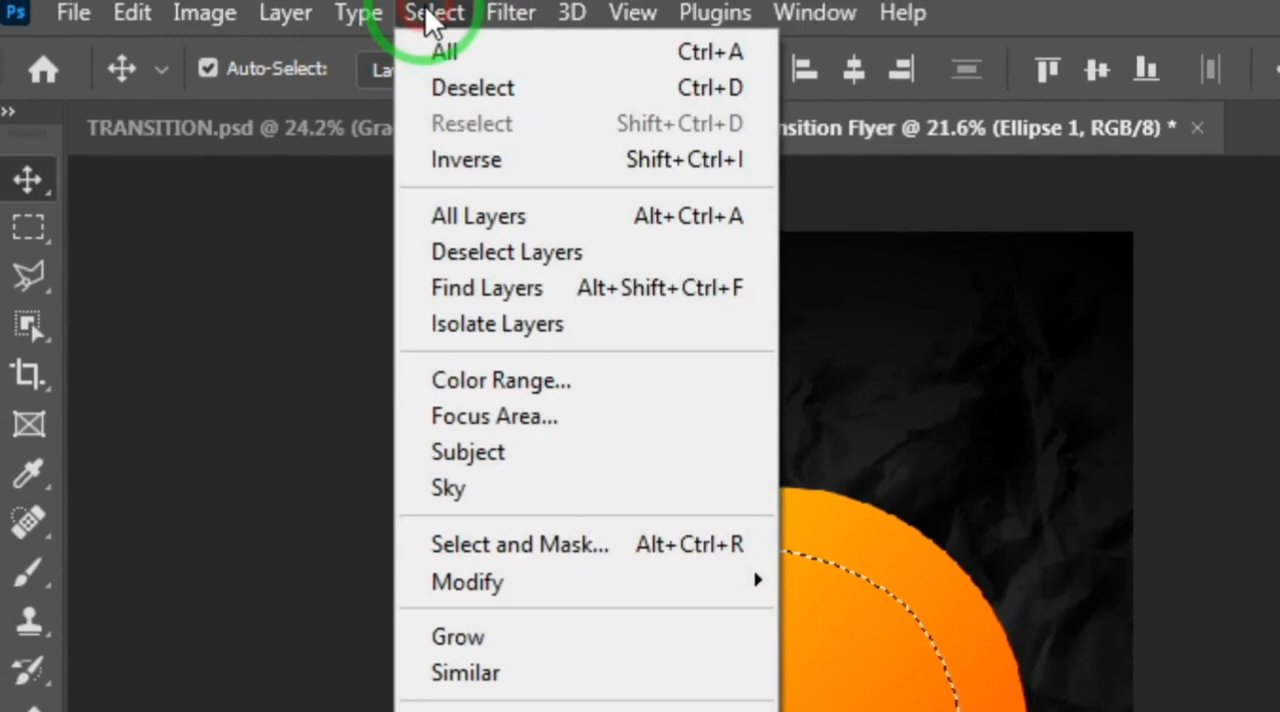 Ps File Edit Image Layer Type Select Filter 3D View Plugins Window Help
Auto-Select: La
TRANSITION.psd @ 24.2% (Gra nsition Flyer @ 21.6% (Ellipse 1, RGB/8) * ×
All Ctrl+A
Deselect Ctrl+D
Reselect Shift+Ctrl+D
Inverse Shift+Ctrl+I
All Layers Alt+Ctrl+A
Deselect Layers
Find Layers Alt+Shift+Ctrl+F
Isolate Layers
Color Range...
Focus Area...
Subject
Sky
Select and Mask... Alt+Ctrl+R
Modify
Grow
Similar